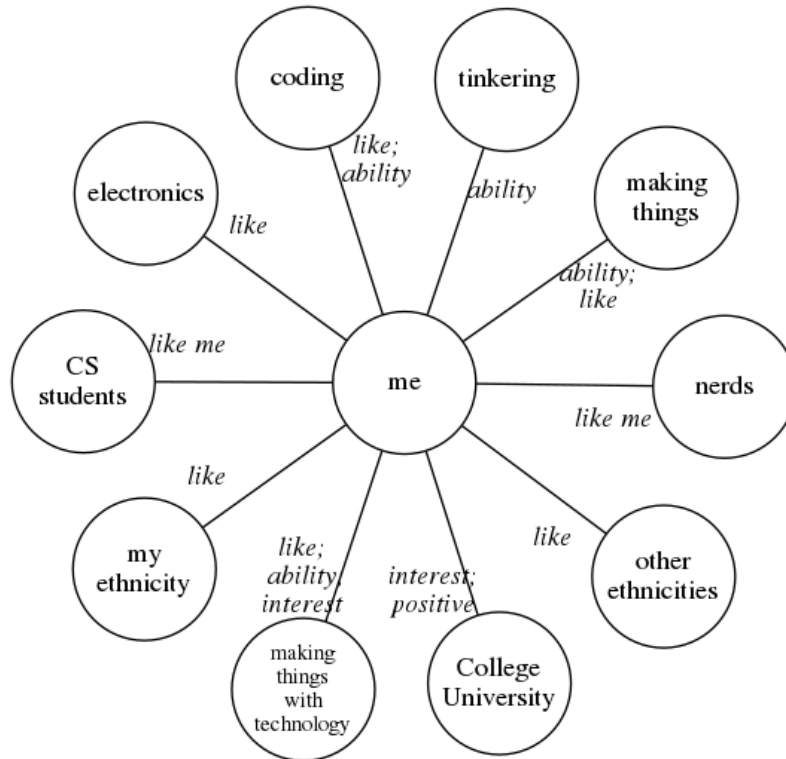 coding
tinkering
like;
ability
ability
electronics
making
things
like
ability;
like
CS
students
like me
me
nerds
like me
like
like
my
ethnicity
like;
ability;
interest
interest;
positive
other
ethnicities
making
things
with
technology
College
University